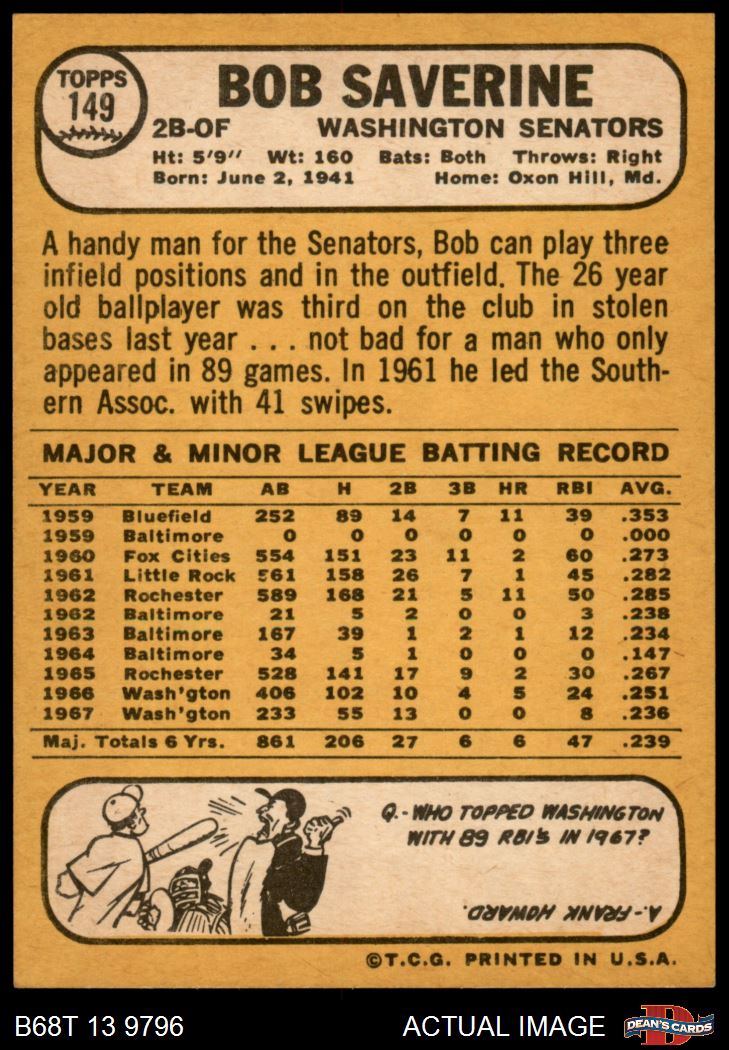 TOPPS
149
BOB SAVERINE
2B-OF WASHINGTON SENATORS
Ht: 5'9" Wt: 160 Bats: Both Throws: Right
Born: June 2, 1941 Home: Oxon Hill, Md.
A handy man for the Senators, Bob can play three
infield positions and in the outfield. The 26 year
old ballplayer was third on the club in stolen
bases last year . . . not bad for a man who only
appeared in 89 games. In 1961 he led the South-
ern Assoc. with 41 swipes.
MAJOR & MINOR LEAGUE BATTING RECORD
YEAR TEAM AB H 2B 3B HR RBI AVG.
1959 Bluefield 252 89 14 7 11 39 .353
1959 Baltimore 0 0 0 0 0 0 .000
1960 Fox Cities 554 151 23 11 2 60 .273
1961 Little Rock 561 158 26 7 1 45 .282
1962 Rochester 589 168 21 5 11 50 .285
1962 Baltimore 21 5 2 0 0 3 .238
1963 Baltimore 167 39 1 2 1 12 .234
1964 Baltimore 34 5 1 0 0 0 .147
1965 Rochester 528 141 17 9 2 30 .267
1966 Wash'gton 406 102 10 4 5 24 .251
1967 Wash'gton 233 55 13 0 0 8 .236
Maj. Totals 6 Yrs. 861 206 27 6 6 47 .239
Q.-WHO TOPPED WASHINGTON
WITH 89 RBI'S IN 1967?
A-FRANK HOWARD.
©T.C.G. PRINTED IN U.S.A.
B68T 13 9796 ACTUAL IMAGE
D
DEAN'S CARDS